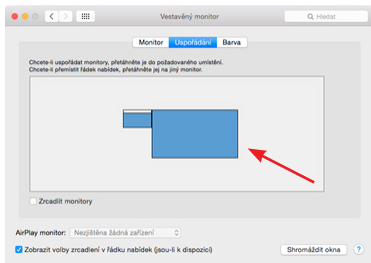 Vestavěný monitor
Hledat
Monitor Uspořádání Barva
Chcete-li uspořádat monitory, přetáhněte je do požadovaného umístění.
Chcete-li přemístit řádek nabídek, přetáhněte jej na jiný monitor.
Zrcadlit monitory
AirPlay monitor: Nezjištěna žádná zařízení
Zobrazit volby zrcadlení v řádku nabídek (jsou-li k dispozici) Shromáždit okna ?